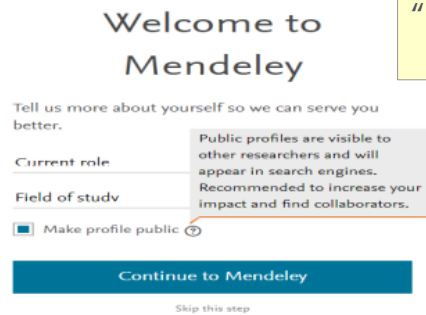 Welcome to
Mendeley
"
Tell us more about yourself so we can serve you
better.
Public profiles are visible to
other researchers and will
appear in search engines.
Recommended to increase your
impact and find collaborators.
Current role
Field of study
Make profile public ?
Continue to Mendeley
Skip this step